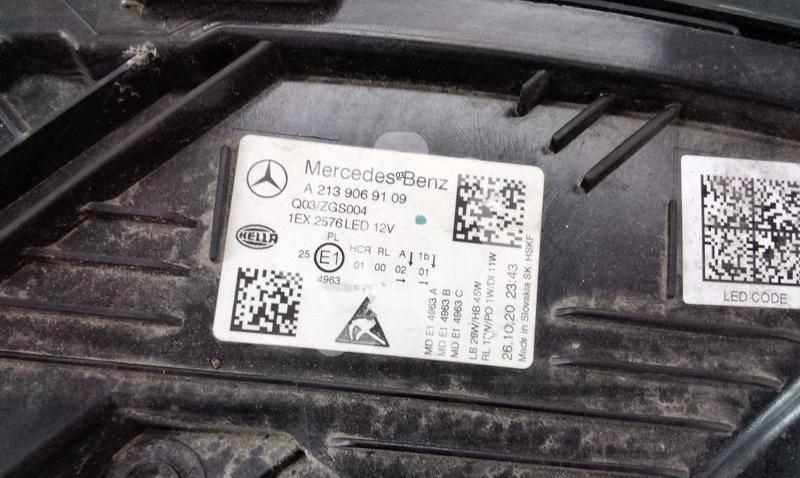 Mercedes-Benz
03
A 213 906 91 09
Q03/ZGS004
1EX.2576 LED 12V
HELLA
PL
25 E1 HCR RL A 1b
01 00 02 01
4963
MD E1 4963 A
MD E1 4963 B
MD E1 4963 C
LB 26W/HB 45W
W/PO 1W/DI 11W
26.10.20 23:43
Made in Slovakia SK HSKF
LED CODE